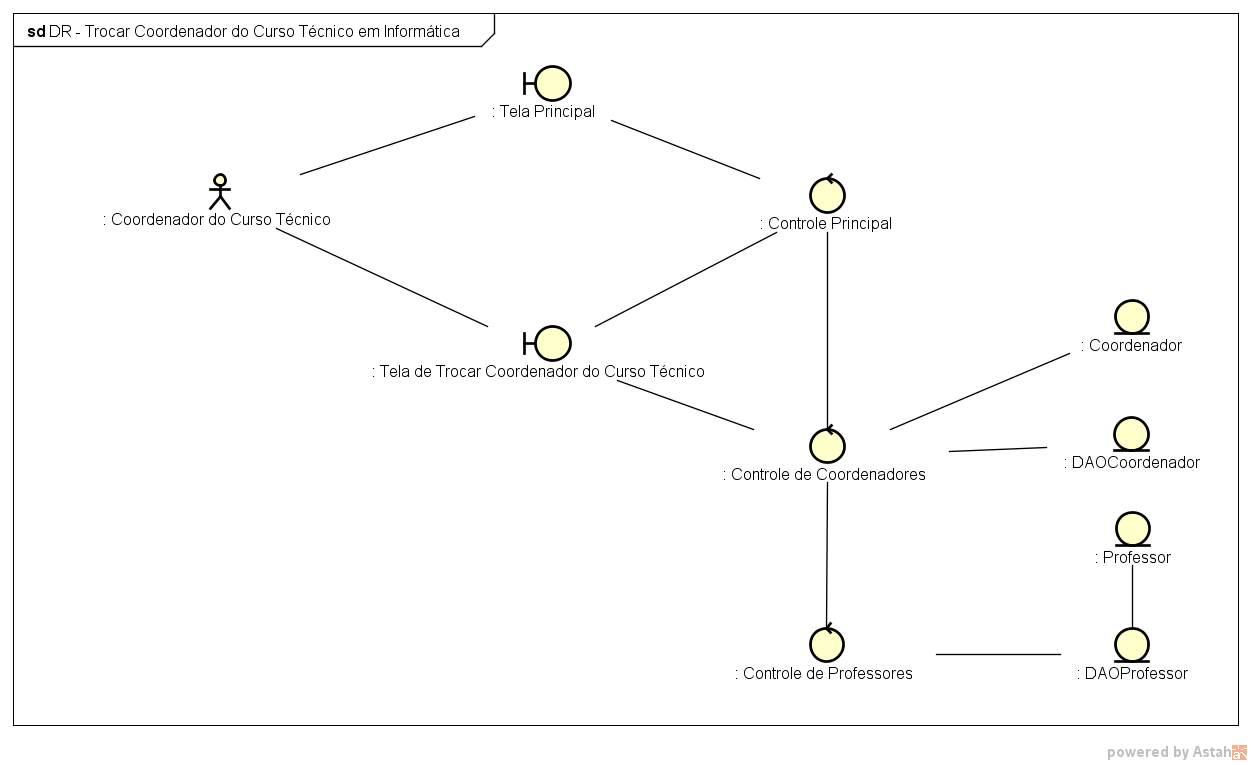 sd DR - Trocar Coordenador do Curso Técnico em Informática
: Tela Principal
: Coordenador do Curso Técnico
: Controle Principal
: Coordenador
: Tela de Trocar Coordenador do Curso Técnico
: DAOCoordenador
: Controle de Coordenadores
: Professor
: Controle de Professores
: DAOProfessor
powered by Astah